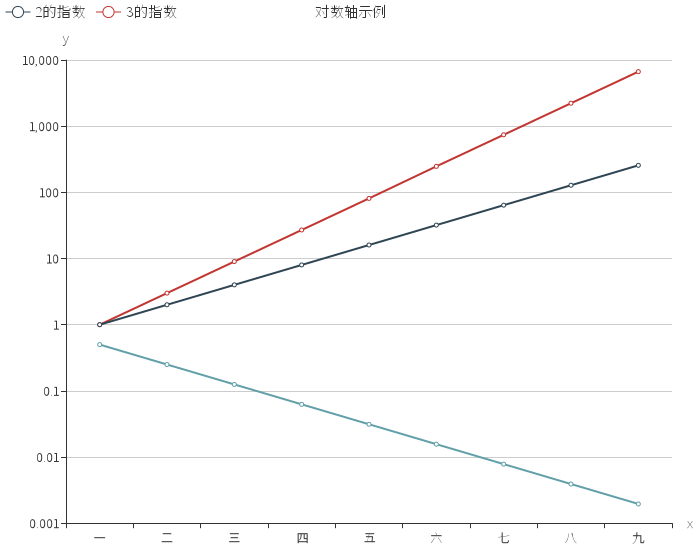 2的指数 3的指数 对数轴示例
y
10,000
1,000
100
10
1
0.1
0.01
0.001
一 二 三 四 五 六 七 八 九 x